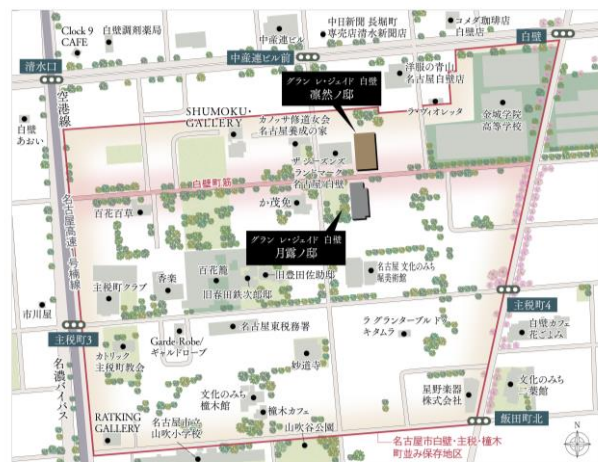 Clock 9
CAFE
白壁調剤薬局
中産連ビル
中日新聞 長堀町
専売店清水新聞店
コメダ珈琲店
白壁店
白壁
清水口
中産連ビル前
洋服の青山
名古屋白壁店
グラン レ・ジェイド 白壁
凛然ノ邸
ラ・ヴィオレッタ
金城学院
高等学校
空港線
白壁
あおい
SHUMOKU・
GALLERY
カノッサ修道女会
名古屋養成の家
ザ・シーズンズ
ランドマーク
名古屋 白壁
白壁町筋
名古屋高速1号楠線
百花百草
か茂免
グラン レ・ジェイド 白壁
月露ノ邸
主税町クラブ
香楽
百花籠
旧豊田佐助邸
旧春田鉄次郎邸
名古屋 文化のみち
堀美術館
市川屋
主税町4
主税町3
カトリック
主税町教会
Garde-Robe/
ギャルドローブ
名古屋東税務署
ラ グランターブル ド
キタムラ
白壁カフェ
花ごよみ
妙道寺
名濃バイパス
文化のみち
橦木館
橦木カフェ
星野楽器
株式会社
文化のみち
二葉館
RATKING
GALLERY
名古屋市立
山吹小学校
山吹谷公園
飯田町北
名古屋市白壁・主税・橦木
町並み保存地区
N